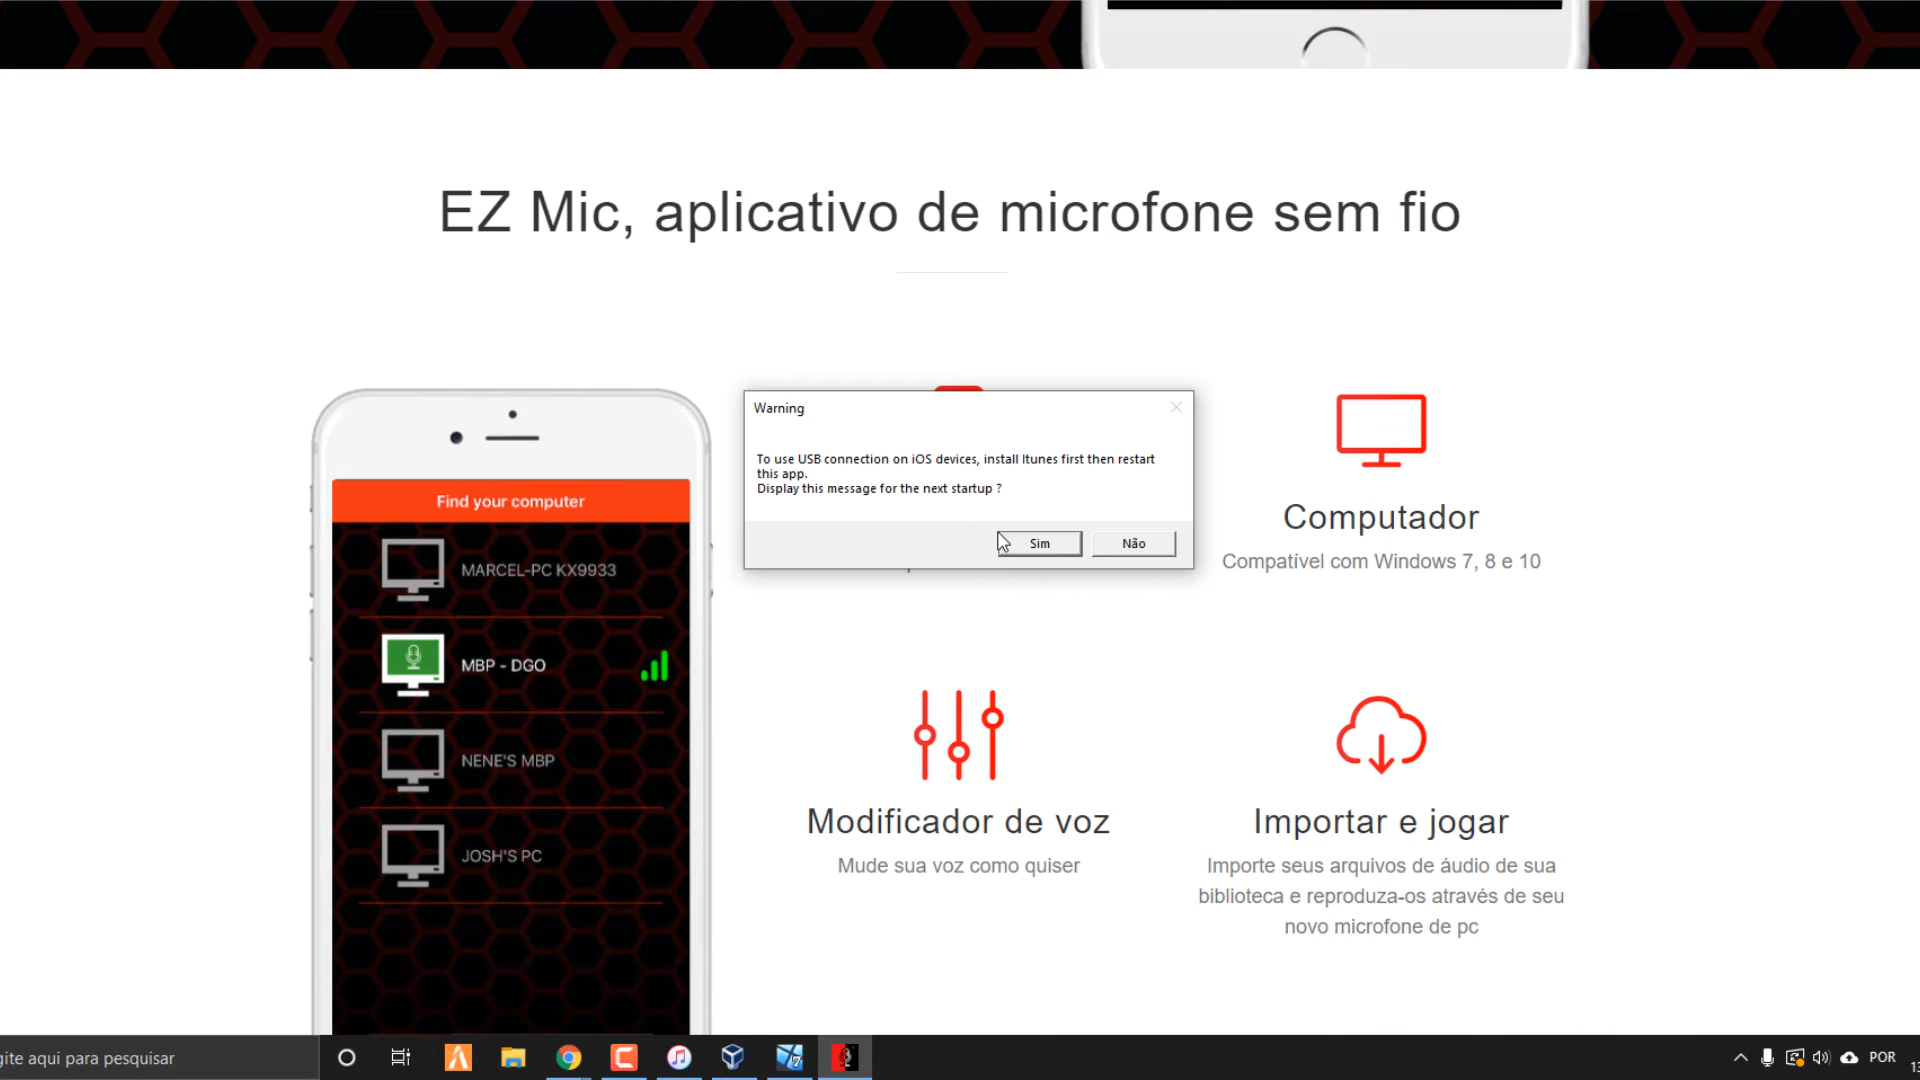 EZ Mic, aplicativo de microfone sem fio
Warning
To use USB connection on iOS devices, install Itunes first then restart
this app.
Display this message for the next startup ?
Sim
Não
Find your computer
MARCEL-PC KX9933
MBP - DGO
NENE'S MBP
JOSH'S PC
Computador
Compatível com Windows 7, 8 e 10
Modificador de voz
Mude sua voz como quiser
Importar e jogar
Importe seus arquivos de áudio de sua
biblioteca e reproduza-os através de seu
novo microfone de pc
gite aqui para pesquisar
POR